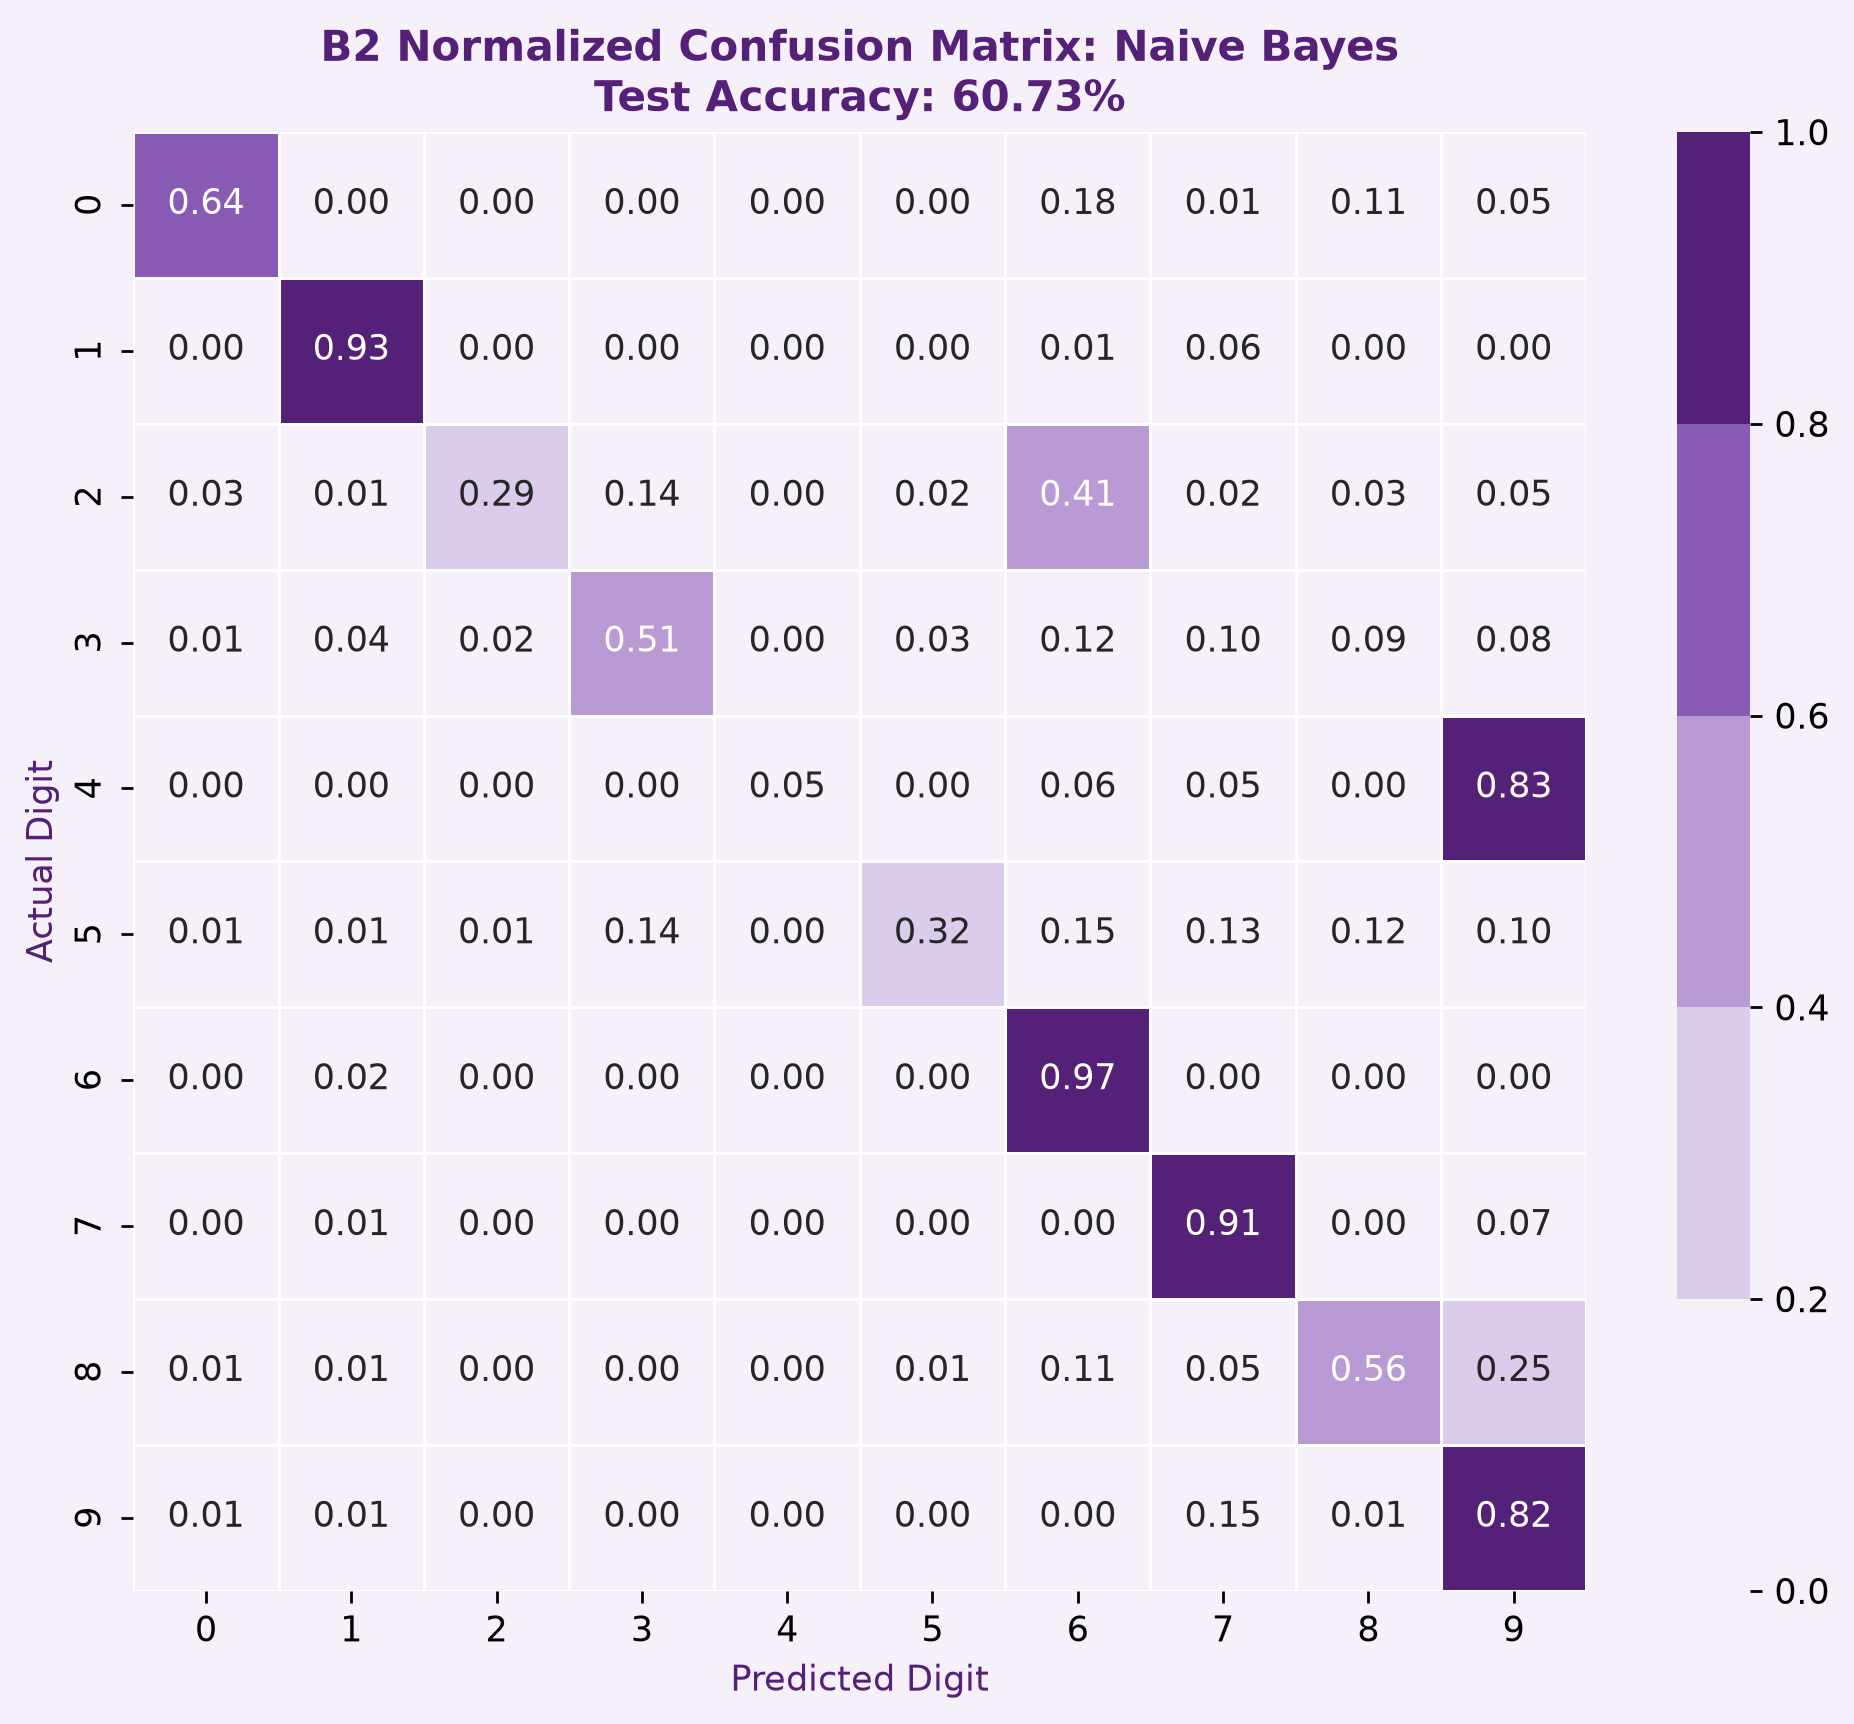 B2 Normalized Confusion Matrix: Naive Bayes
Test Accuracy: 60.73%
Actual Digit
0 0.64 0.00 0.00 0.00 0.00 0.00 0.18 0.01 0.11 0.05
1 0.00 0.93 0.00 0.00 0.00 0.00 0.01 0.06 0.00 0.00
2 0.03 0.01 0.29 0.14 0.00 0.02 0.41 0.02 0.03 0.05
3 0.01 0.04 0.02 0.51 0.00 0.03 0.12 0.10 0.09 0.08
4 0.00 0.00 0.00 0.00 0.05 0.00 0.06 0.05 0.00 0.83
5 0.01 0.01 0.01 0.14 0.00 0.32 0.15 0.13 0.12 0.10
6 0.00 0.02 0.00 0.00 0.00 0.00 0.97 0.00 0.00 0.00
7 0.00 0.01 0.00 0.00 0.00 0.00 0.00 0.91 0.00 0.07
8 0.01 0.01 0.00 0.00 0.00 0.01 0.11 0.05 0.56 0.25
9 0.01 0.01 0.00 0.00 0.00 0.00 0.00 0.15 0.01 0.82
0 1 2 3 4 5 6 7 8 9
Predicted Digit
1.0
0.8
0.6
0.4
0.2
0.0